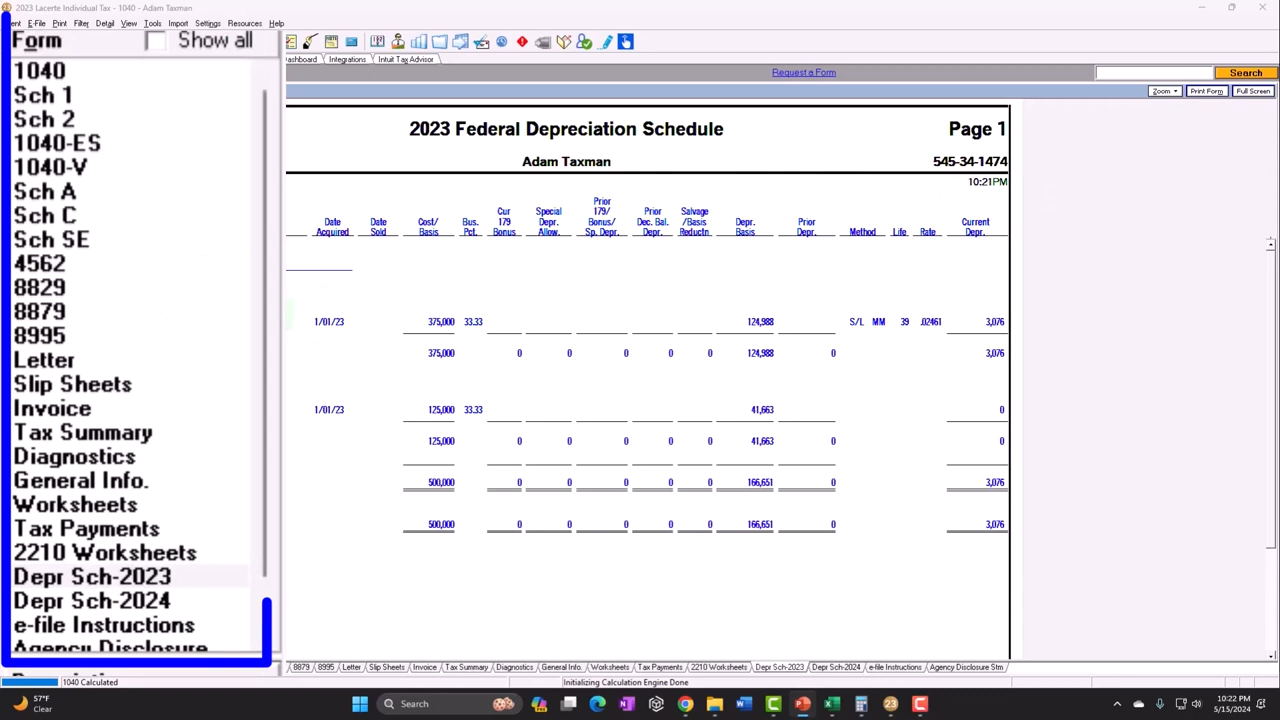 2023 Lacerte Individual Tax - 1040 - Adam Taxman
ent E-File Print Filter Detail View Tools Import Settings Resources Help
Form Show all
ashboard Integrations Intuit Tax Advisor
Request a Form Search
Zoom Print Form Full Screen
1040
Sch 1
Sch 2
1040-ES
1040-V
Sch A
Sch C
Sch SE
4562
8829
8879
8995
Letter
Slip Sheets
Invoice
Tax Summary
Diagnostics
General Info.
Worksheets
Tax Payments
2210 Worksheets
Depr Sch-2023
Depr Sch-2024
e-file Instructions
Agency Disclosure
2023 Federal Depreciation Schedule Page 1
Adam Taxman 545-34-1474
10:21PM
Date Acquired Date Sold Cost/ Basis Bus. Pct. Cur 179 Bonus Special Depr. Allow. Prior 179/ Bonus/ Sp. Depr. Prior Dec. Bal. Depr. Salvage /Basis Reductn Depr. Basis Prior Depr. Method Life Rate Current Depr.
1/01/23 375,000 33.33 124,988 S/L MM 39 .02461 3,076
375,000 0 0 0 0 0 124,988 0 3,076
1/01/23 125,000 33.33 41,663 0
125,000 0 0 0 0 0 41,663 0 0
500,000 0 0 0 0 0 166,651 0 3,076
500,000 0 0 0 0 0 166,651 0 3,076
8879 8995 Letter Slip Sheets Invoice Tax Summary Diagnostics General Info. Worksheets Tax Payments 2210 Worksheets Depr Sch-2023 Depr Sch-2024 e-file Instructions Agency Disclosure Stm
1040 Calculated Initializing Calculation Engine Done
57°F
Clear
Search
23
10:22 PM
5/15/2024